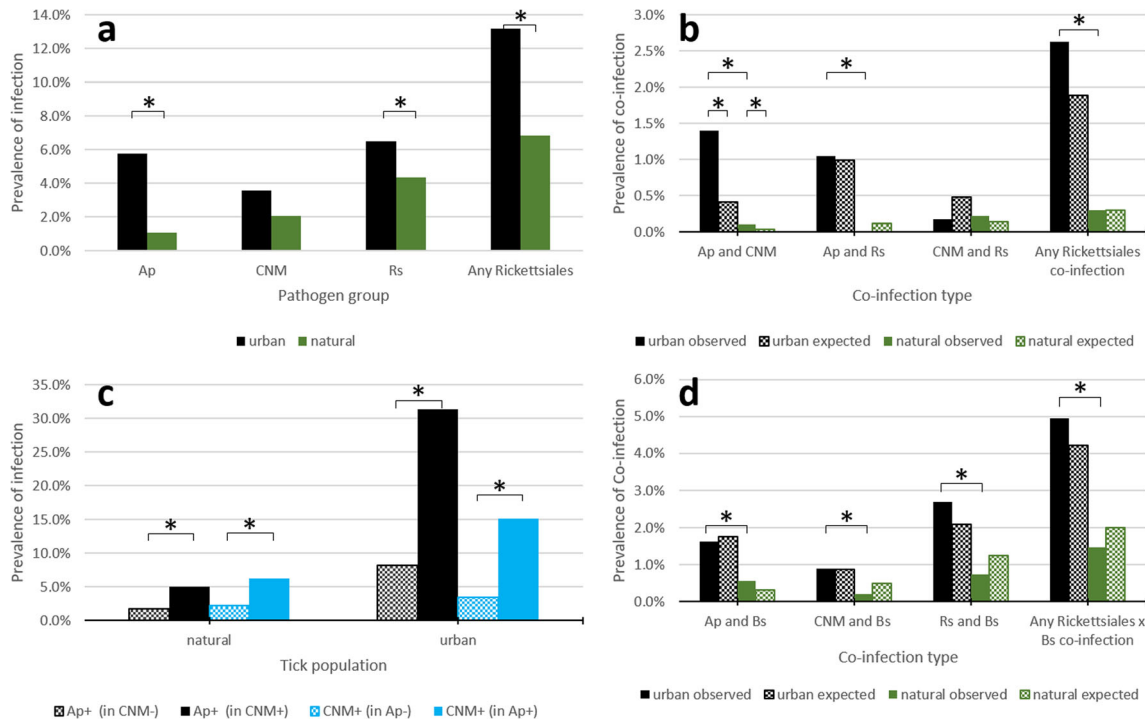 a
Prevalence of infection
14.0%
12.0%
10.0%
8.0%
6.0%
4.0%
2.0%
0.0%
*
*
*
Ap
CNM
Rs
Any Rickettsiales
Pathogen group
urban
natural
b
Prevalence of co-infection
3.0%
2.5%
2.0%
1.5%
1.0%
0.5%
0.0%
*
*
*
*
*
Ap and CNM
Ap and Rs
CNM and Rs
Any Rickettsiales
co-infection
Co-infection type
urban observed
urban expected
natural observed
natural expected
c
Prevalence of infection
35.0%
30.0%
25.0%
20.0%
15.0%
10.0%
5.0%
0.0%
*
*
*
*
natural
urban
Tick population
Ap+ (in CNM-)
Ap+ (in CNM+)
CNM+ (in Ap-)
CNM+ (in Ap+)
d
Prevalence of Co-infection
6.0%
5.0%
4.0%
3.0%
2.0%
1.0%
0.0%
*
*
*
*
Ap and Bs
CNM and Bs
Rs and Bs
Any Rickettsiales x
Bs co-infection
Co-infection type
urban observed
urban expected
natural observed
natural expected